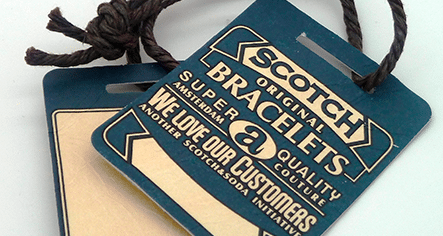 SCOTCH
ORIGINAL
BRACELETS
SUPER a QUALITY
AMSTERDAM COUTURE
WE LOVE OUR CUSTOMERS
ANOTHER SCOTCH&SODA INITIATIVE